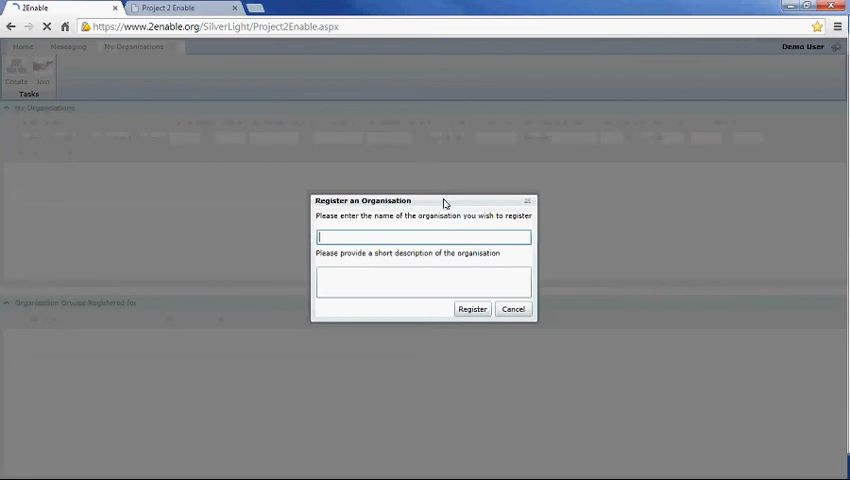 2Enable
Project 2 Enable
https://www.2enable.org/SilverLight/Project2Enable.aspx
Home Messaging My Organizations
Demo User
Create Join
Tasks
My Organisations
Register an Organisation
Please enter the name of the organisation you wish to register
Please provide a short description of the organisation
Register Cancel
Organisation Groups Registered for